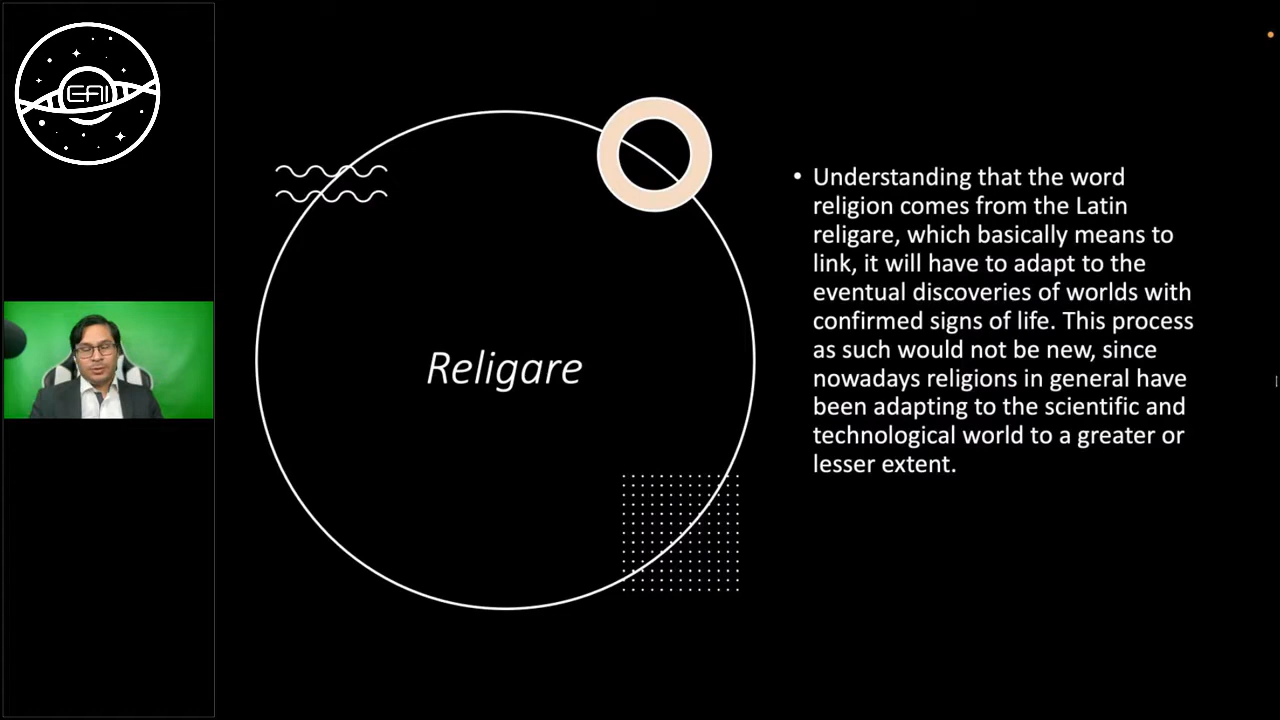 EAI
Religare
• Understanding that the word
religion comes from the Latin
religare, which basically means to
link, it will have to adapt to the
eventual discoveries of worlds with
confirmed signs of life. This process
as such would not be new, since
nowadays religions in general have
been adapting to the scientific and
technological world to a greater or
lesser extent.